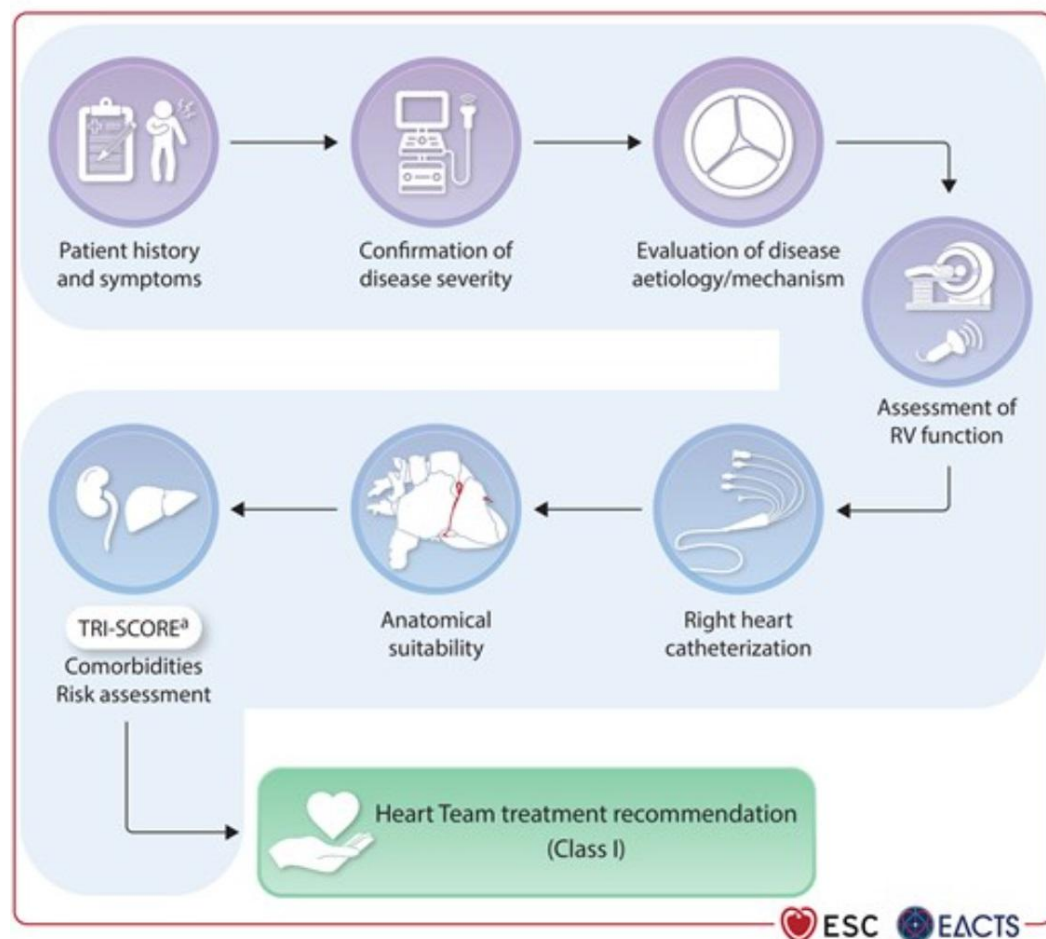 Patient history
and symptoms
Confirmation of
disease severity
Evaluation of disease
aetiology/mechanism
Assessment of
RV function
Right heart
catheterization
Anatomical
suitability
TRI-SCOREᵃ
Comorbidities
Risk assessment
Heart Team treatment recommendation
(Class I)
ESC EACTS